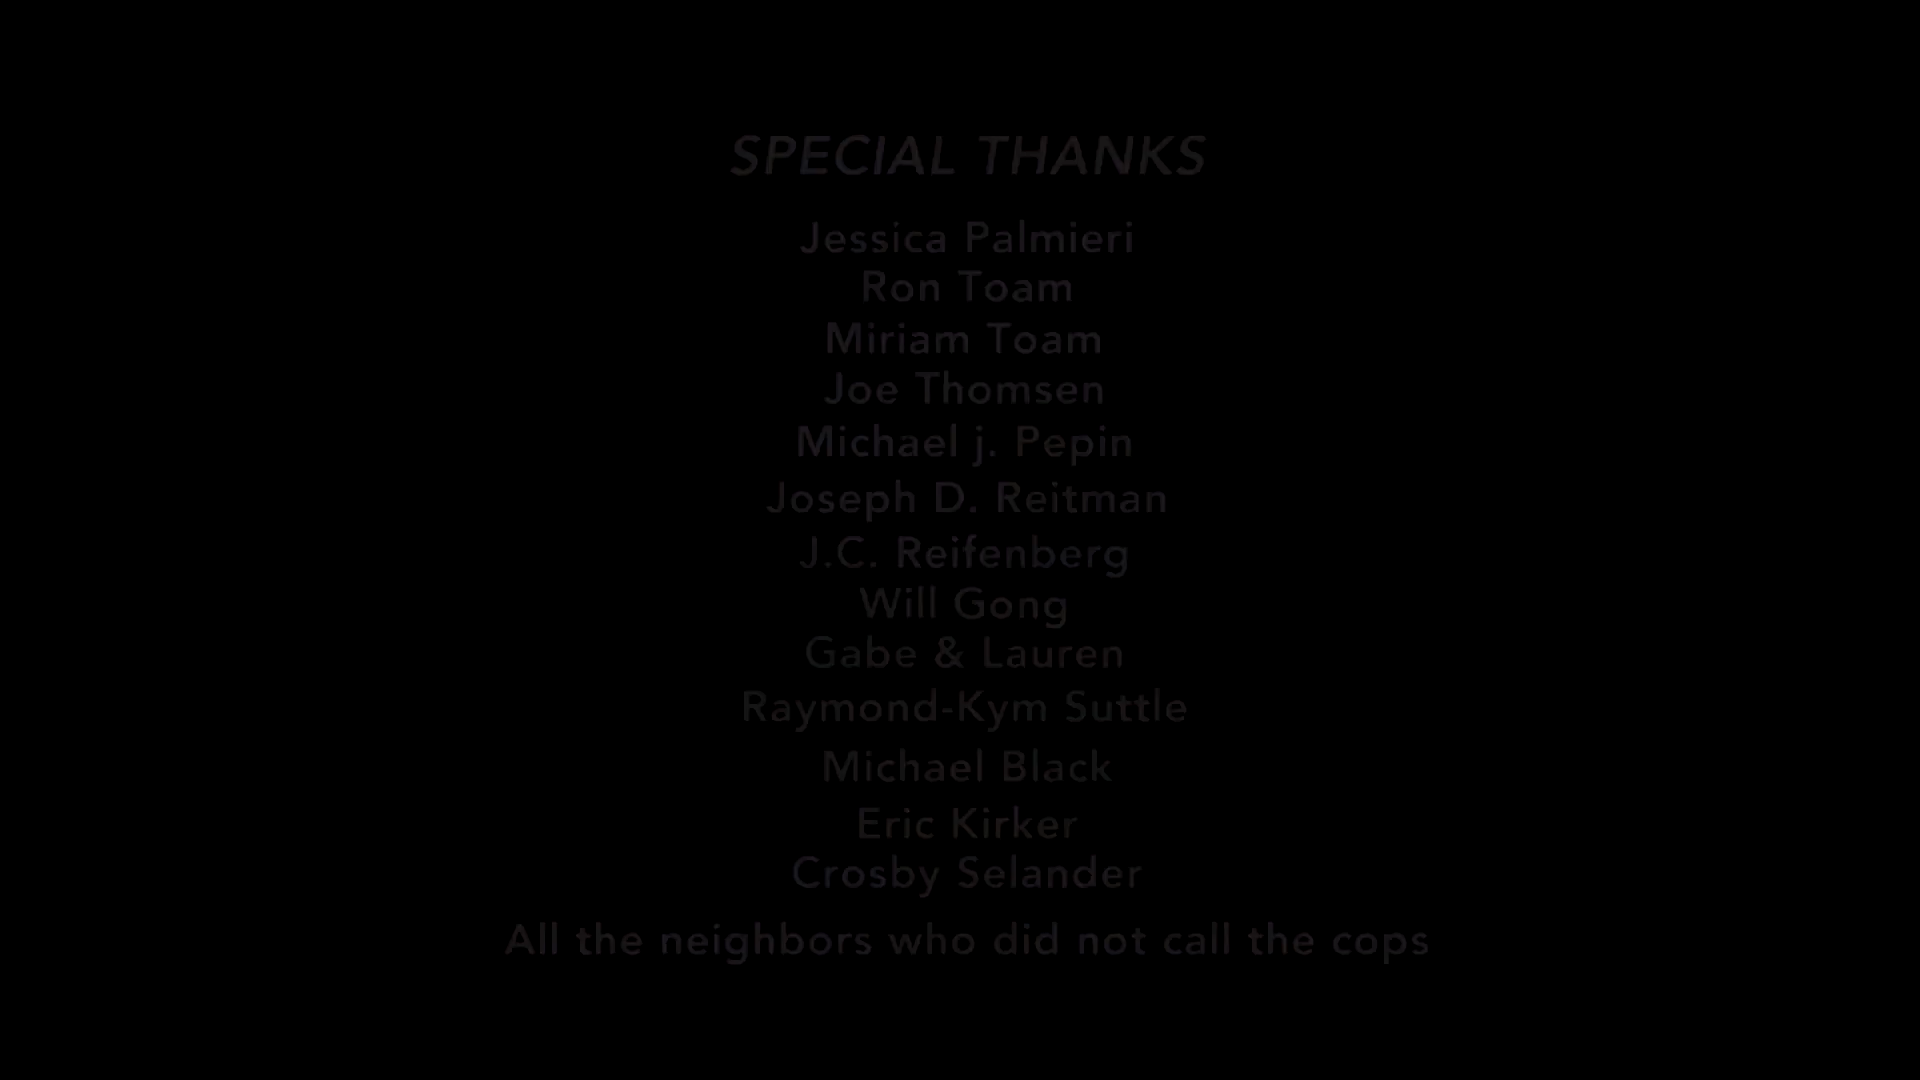 SPECIAL THANKS
Jessica Palmieri
Ron Toam
Miriam Toam
Joe Thomsen
Michael j. Pepin
Joseph D. Reitman
J.C. Reifenberg
Will Gong
Gabe & Lauren
Raymond-Kym Suttle
Michael Black
Eric Kirker
Crosby Selander
All the neighbors who did not call the cops